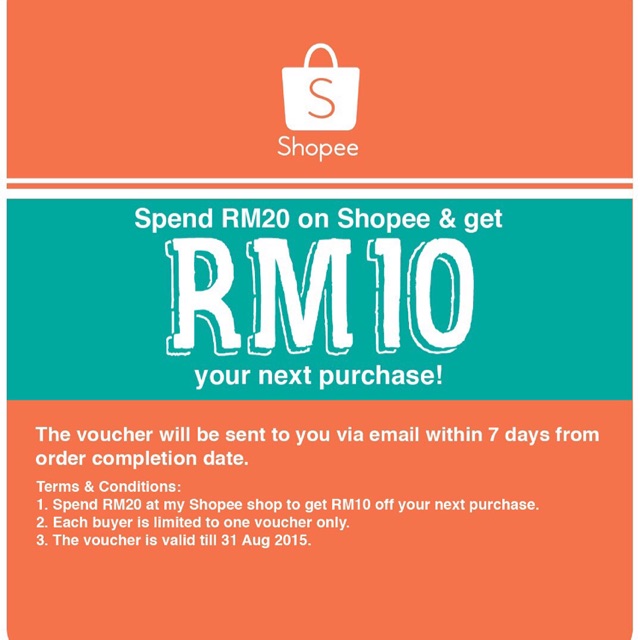 S
Shopee
Spend RM20 on Shopee & get
RM10
your next purchase!
The voucher will be sent to you via email within 7 days from
order completion date.
Terms & Conditions:
1. Spend RM20 at my Shopee shop to get RM10 off your next purchase.
2. Each buyer is limited to one voucher only.
3. The voucher is valid till 31 Aug 2015.